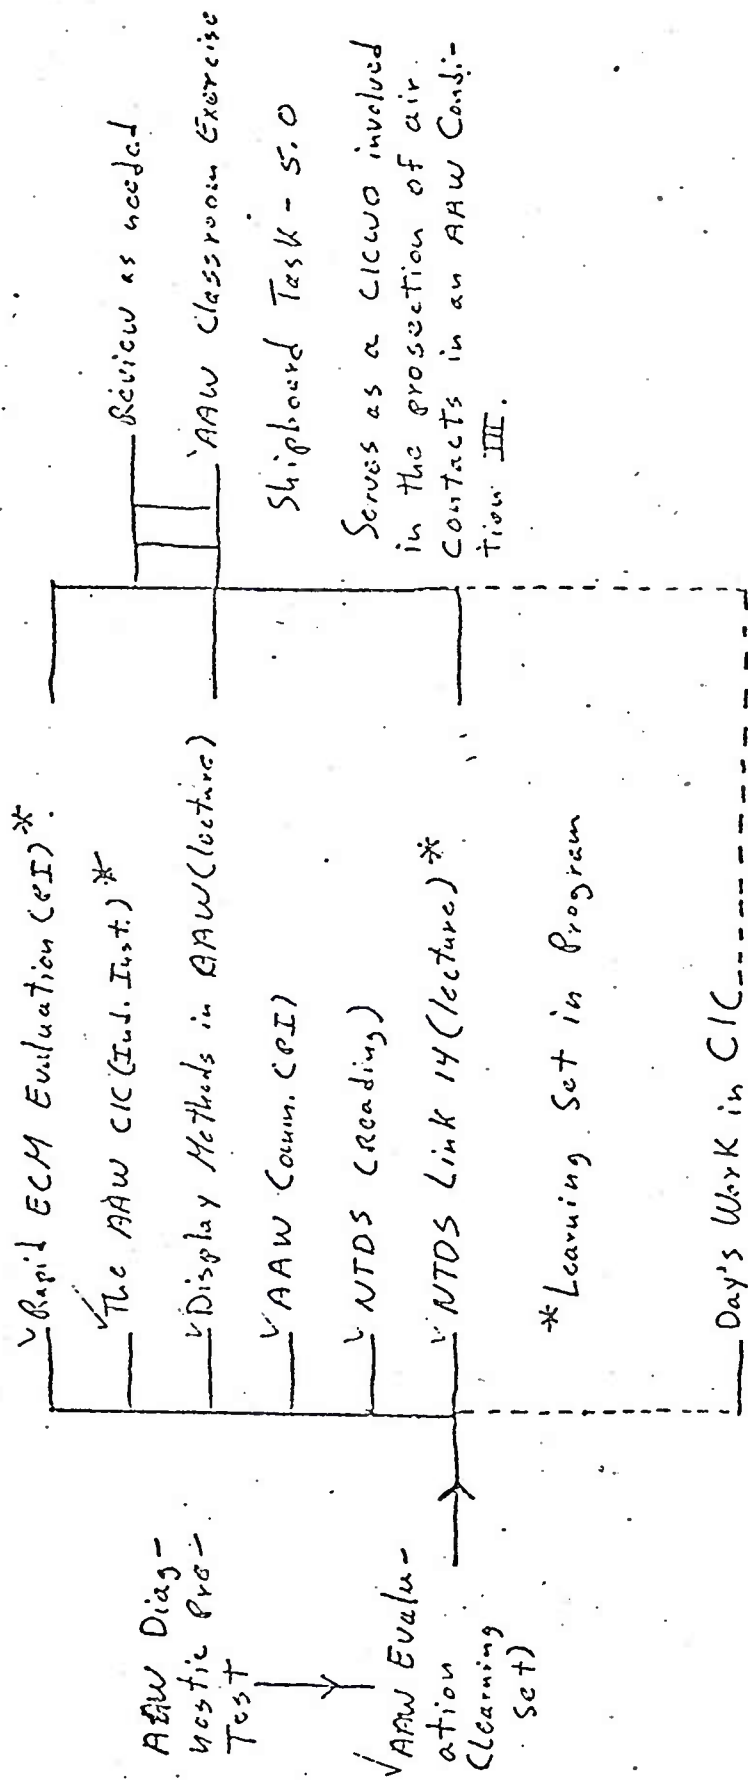 AAW Diag-
nostic Pre-
Test
√AAW Evalu-
ation
(learning
set)
√Rapid ECM Evaluation (PI)*
√The AAW CIC (Ind. Inst.)*
√Display Methods in AAW (lecture)
√AAW Comm. (PI)
√NTDS (Reading)
√NTDS Link 14 (lecture)*
*Learning Set in Program
Day's Work in CIC
Review as needed
√AAW Classroom Exercise
Shipboard Task - 5.0
Serves as a CICWO involved
in the prosection of air
contacts in an AAW Condi-
tion III.